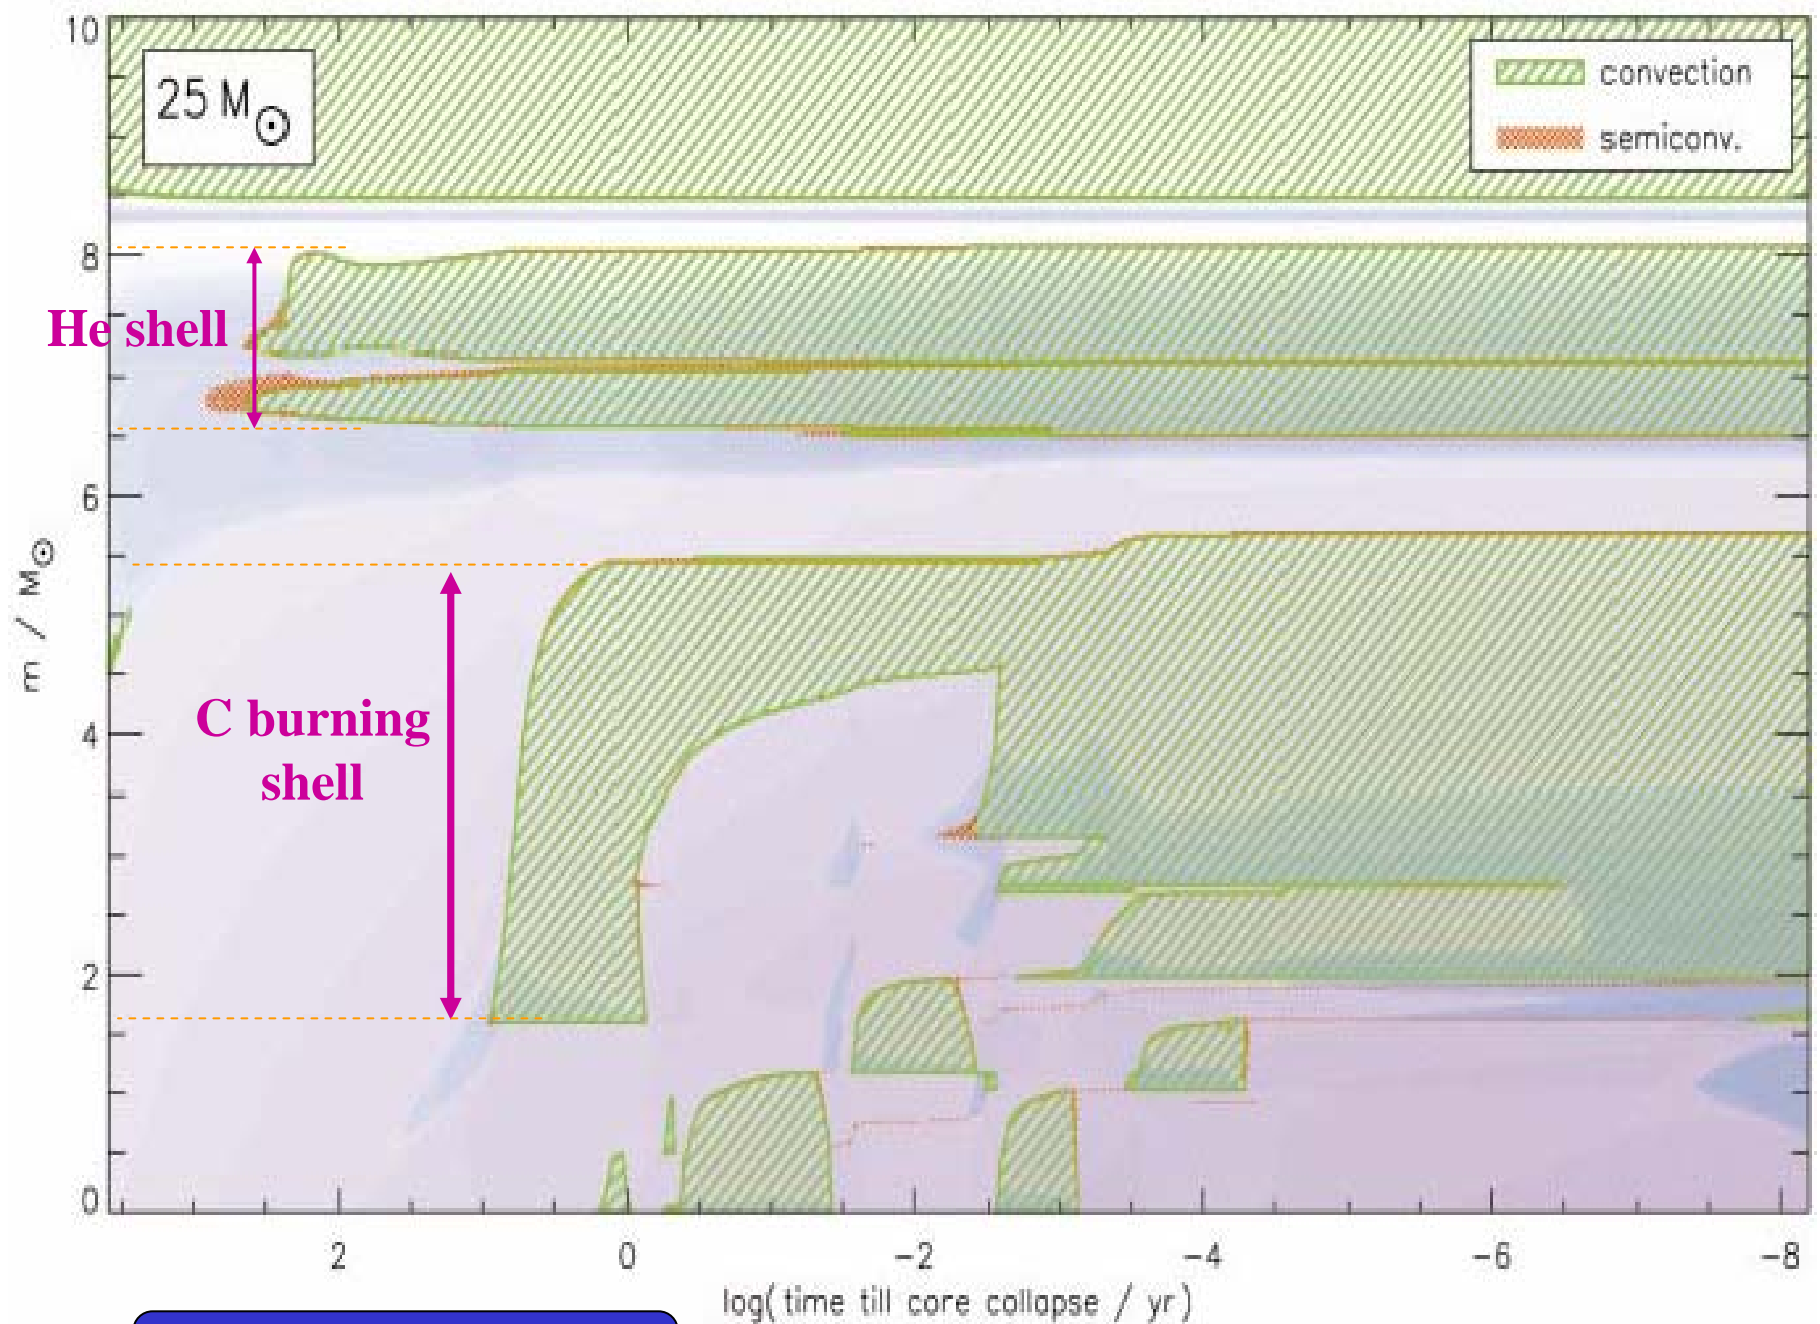 10
25 M☉
convection
semiconv.
8
He shell
6
m / M☉
C burning
shell
4
2
0
2 0 -2 -4 -6 -8
log(time till core collapse / yr)